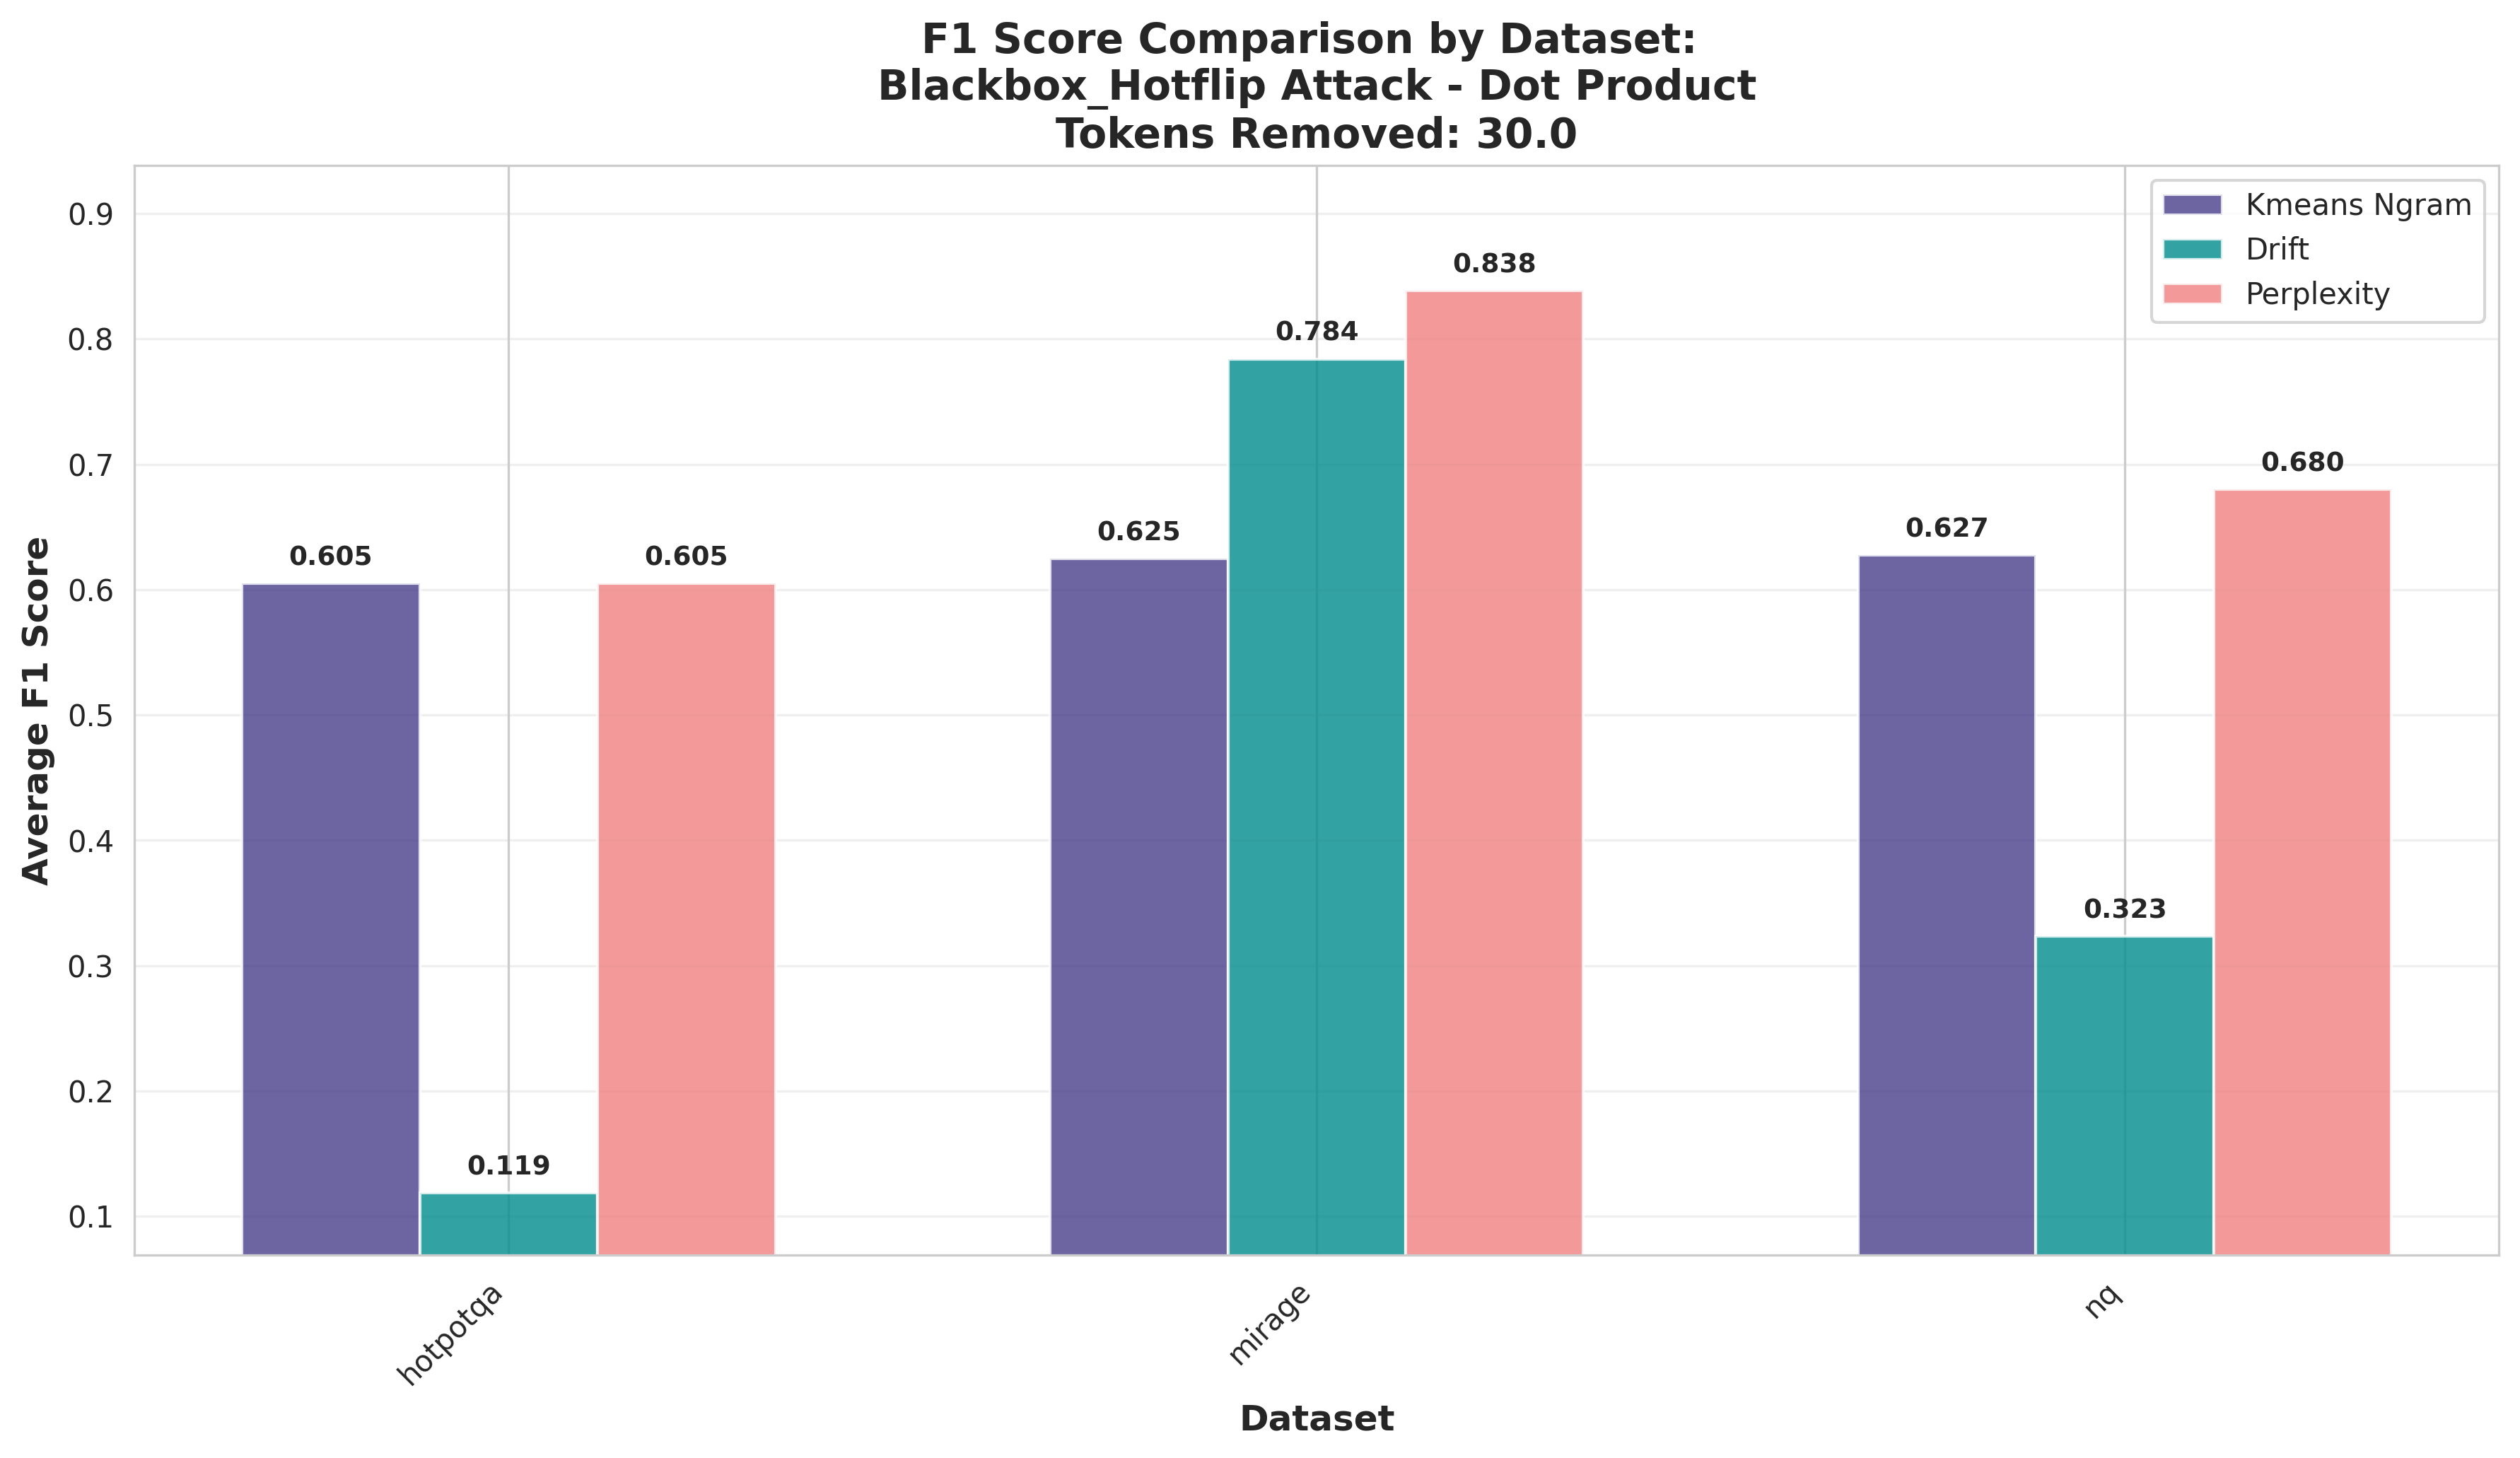 F1 Score Comparison by Dataset:
Blackbox_Hotflip Attack - Dot Product
Tokens Removed: 30.0
Kmeans Ngram
Drift
Perplexity
Average F1 Score
0.9
0.8
0.7
0.6
0.5
0.4
0.3
0.2
0.1
0.605
0.119
0.605
0.625
0.784
0.838
0.627
0.323
0.680
hotpotqa
mirage
nq
Dataset